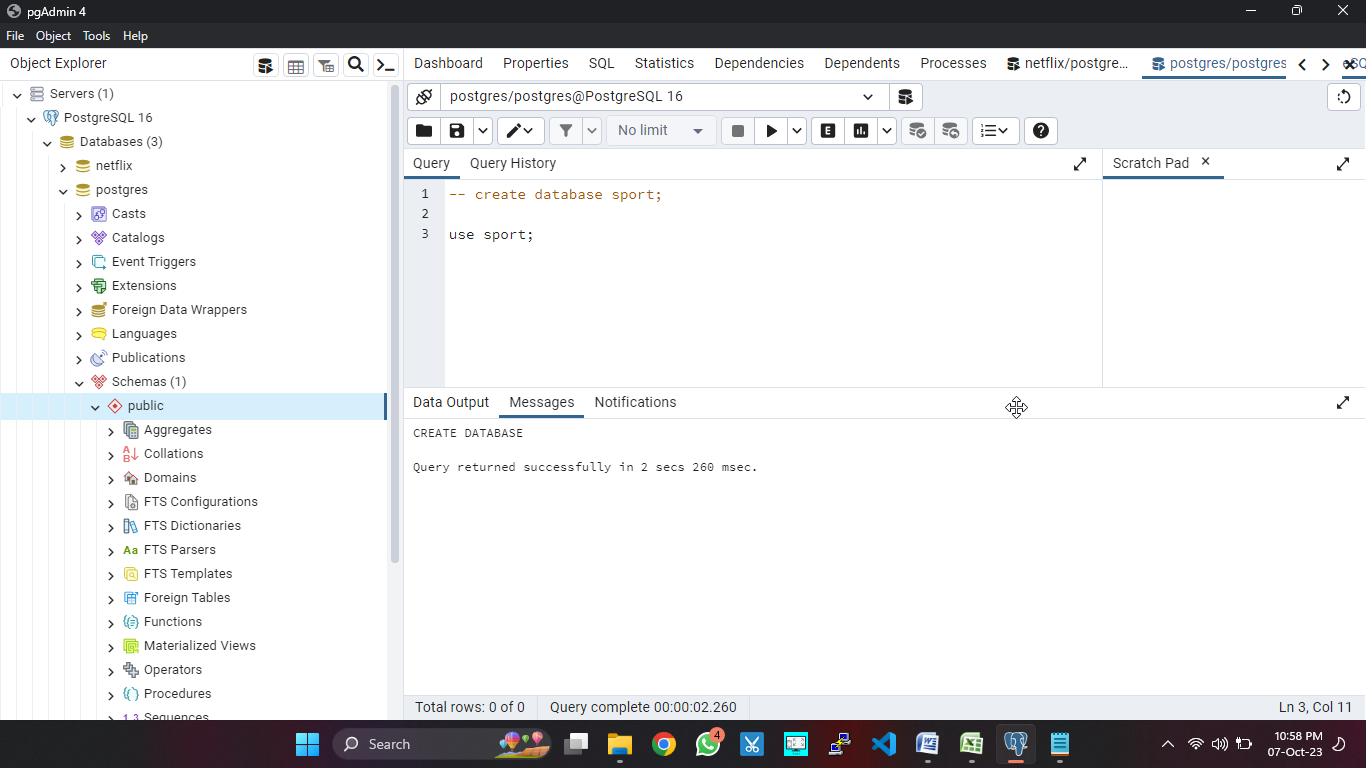 pgAdmin 4
File Object Tools Help
Object Explorer
Dashboard Properties SQL Statistics Dependencies Dependents Processes netflix/postgre... postgres/postgres
Servers (1)
PostgreSQL 16
Databases (3)
netflix
postgres
Casts
Catalogs
Event Triggers
Extensions
Foreign Data Wrappers
Languages
Publications
Schemas (1)
public
Aggregates
Collations
Domains
FTS Configurations
FTS Dictionaries
Aa FTS Parsers
FTS Templates
Foreign Tables
Functions
Materialized Views
Operators
Procedures
1..3 Sequences
postgres/postgres@PostgreSQL 16
No limit
E
Query Query History
Scratch Pad
1 -- create database sport;
2
3 use sport;
Data Output Messages Notifications
CREATE DATABASE
Query returned successfully in 2 secs 260 msec.
Total rows: 0 of 0 Query complete 00:00:02.260 Ln 3, Col 11
Search
4
10:58 PM
07-Oct-23